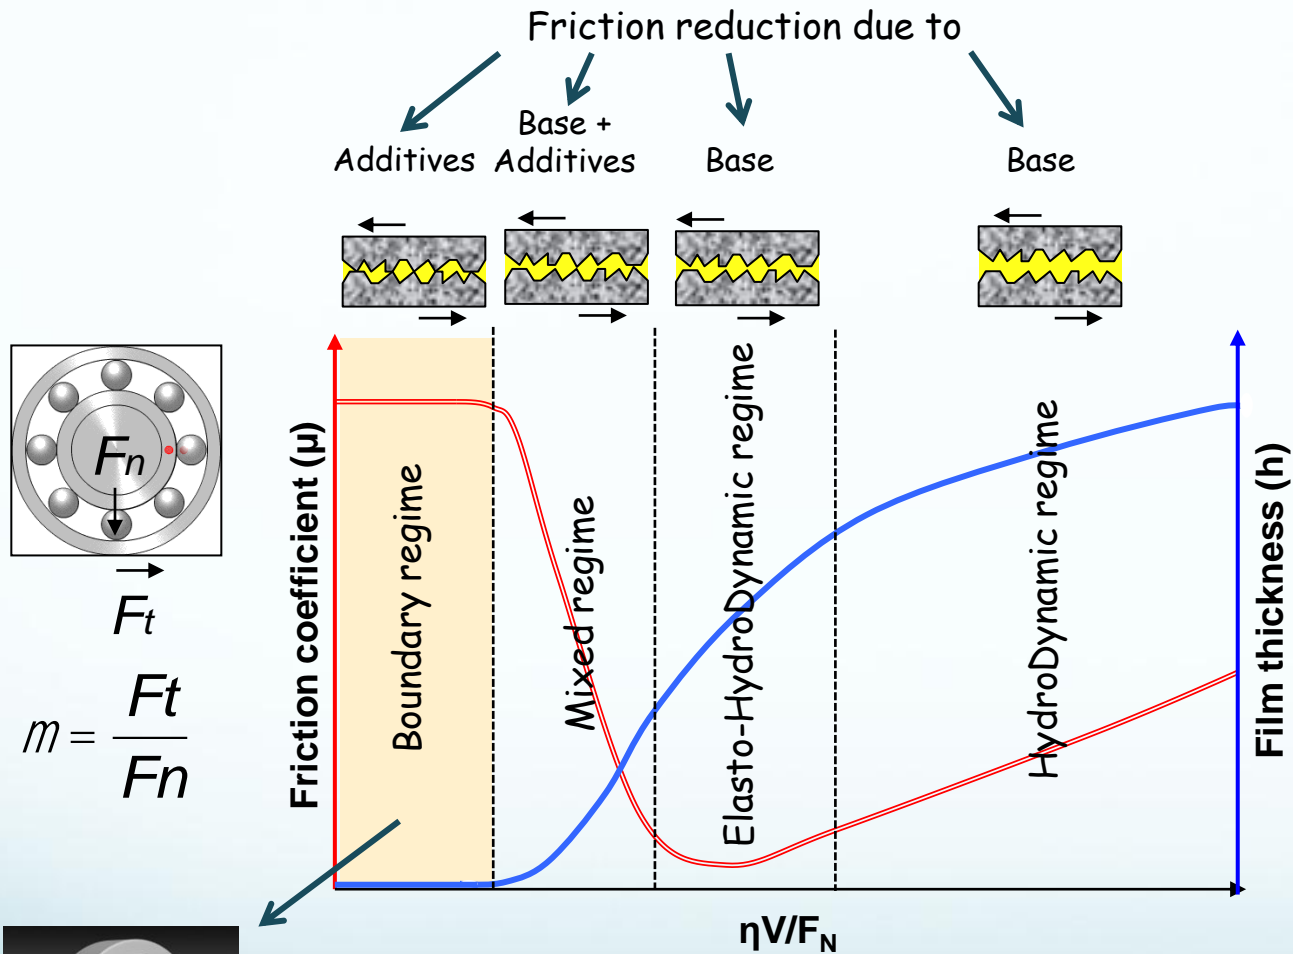 Friction reduction due to
Additives
Base +
Additives
Base
Base
Fn
Ft
m = Ft
Fn
Friction coefficient (μ)
Boundary regime
Mixed regime
Elasto-HydroDynamic regime
HydroDynamic regime
Film thickness (h)
ηV/FN